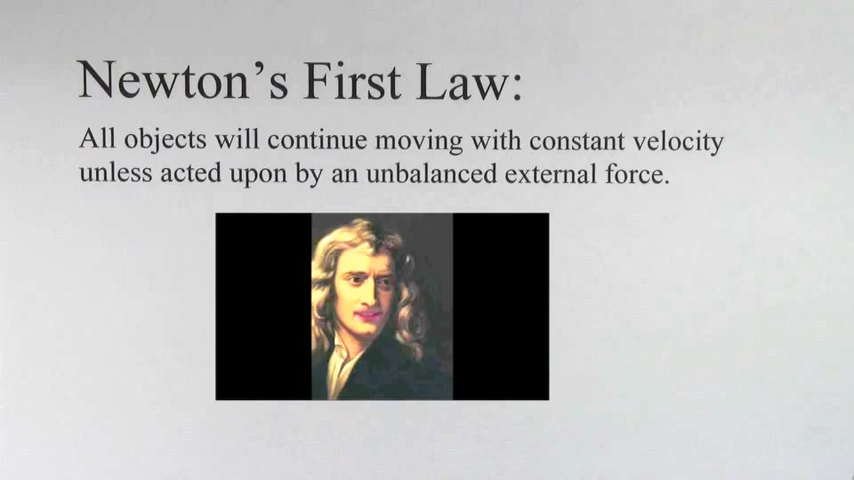 Newton's First Law:
All objects will continue moving with constant velocity
unless acted upon by an unbalanced external force.